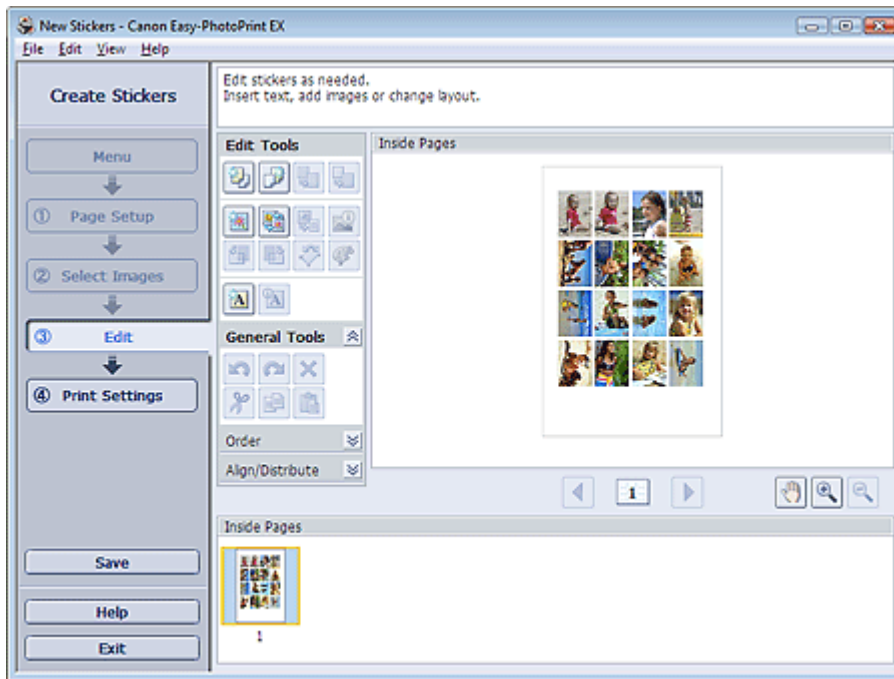 New Stickers - Canon Easy-PhotoPrint EX
File Edit View Help
Create Stickers
Menu
① Page Setup
② Select Images
③ Edit
④ Print Settings
Save
Help
Exit
Edit stickers as needed.
Insert text, add images or change layout.
Edit Tools
A A
General Tools
Order
Align/Distribute
Inside Pages
1
Inside Pages
1